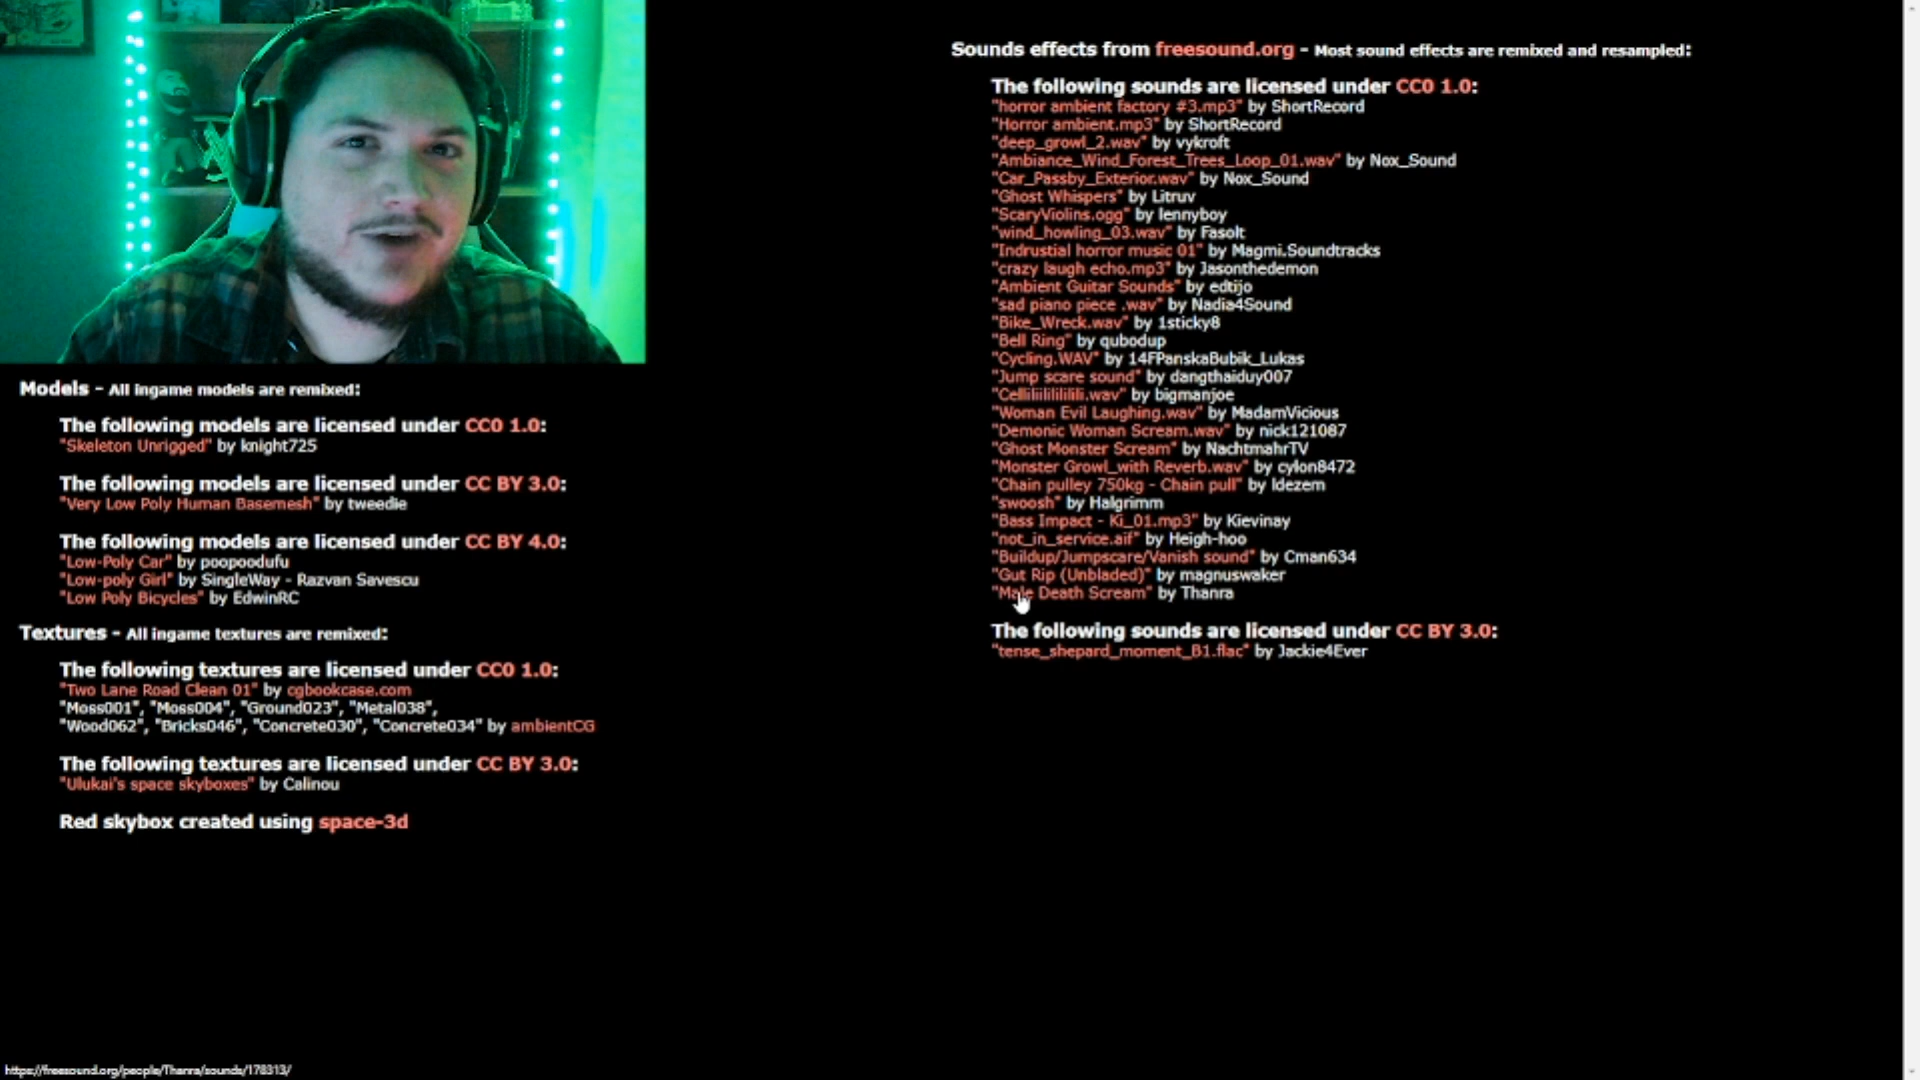 Models - All ingame models are remixed:
The following models are licensed under CC0 1.0:
"Skeleton Unrigged" by knight725
The following models are licensed under CC BY 3.0:
"Very Low Poly Human Basemesh" by tweedie
The following models are licensed under CC BY 4.0:
"Low-Poly Car" by poopoodufu
"Low-poly Girl" by SingleWay - Razvan Savescu
"Low Poly Bicycles" by EdwinRC
Textures - All ingame textures are remixed:
The following textures are licensed under CC0 1.0:
"Two Lane Road Clean 01" by cgbookcase.com
"Moss001", "Moss004", "Ground023", "Metal038",
"Wood062", "Bricks046", "Concrete030", "Concrete034" by ambientCG
The following textures are licensed under CC BY 3.0:
"Ulukai's space skyboxes" by Calinou
Red skybox created using space-3d
Sounds effects from freesound.org - Most sound effects are remixed and resampled:
The following sounds are licensed under CC0 1.0:
"horror ambient factory #3.mp3" by ShortRecord
"Horror ambient.mp3" by ShortRecord
"deep_growl_2.wav" by vykroft
"Ambiance_Wind_Forest_Trees_Loop_01.wav" by Nox_Sound
"Car_Passby_Exterior.wav" by Nox_Sound
"Ghost Whispers" by Litruv
"ScaryViolins.ogg" by lennyboy
"wind_howling_03.wav" by Fasolt
"Indrustial horror music 01" by Magmi.Soundtracks
"crazy laugh echo.mp3" by Jasonthedemon
"Ambient Guitar Sounds" by edtijo
"sad piano piece .wav" by Nadia4Sound
"Bike_Wreck.wav" by 1sticky8
"Bell Ring" by qubodup
"Cycling.WAV" by 14FPanskaBubik_Lukas
"Jump scare sound" by dangthaiduy007
by bigmanjoe
"Woman Evil Laughing.wav" by MadamVicious
"Demonic Woman Scream.wav" by nick121087
"Ghost Monster Scream" by NachtmahrTV
"Monster Growl_with Reverb.wav" by cylon8472
"Chain pulley 750kg - Chain pull" by ldezem
"swoosh" by Halgrimm
"Bass Impact - Ki_01.mp3" by Kievinay
"not_in_service.aif" by Heigh-hoo
"Buildup/Jumpscare/Vanish sound" by Cman634
"Gut Rip (Unbladed)" by magnuswaker
"Male Death Scream" by Thanra
The following sounds are licensed under CC BY 3.0:
"tense_shepard_moment_B1.flac" by Jackie4Ever
https://freesound.org/people/Thanra/sounds/178313/